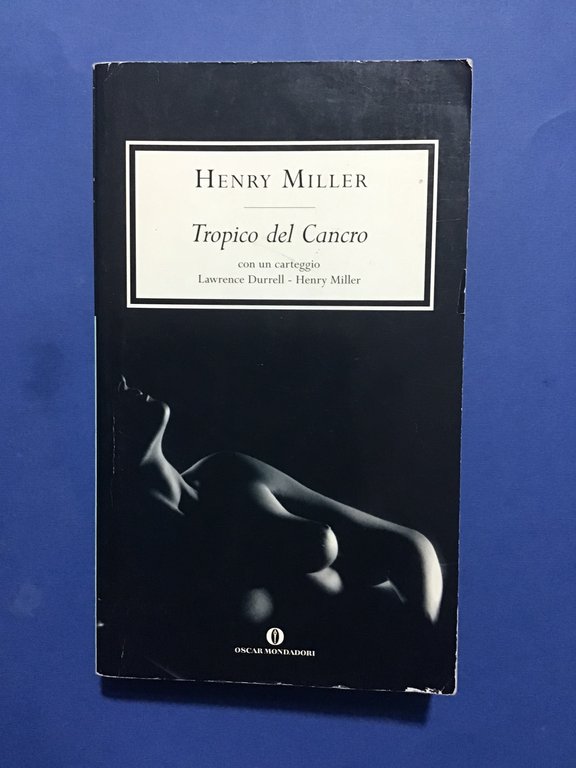 HENRY MILLER
Tropico del Cancro
con un carteggio
Lawrence Durrell - Henry Miller
OSCAR MONDADORI